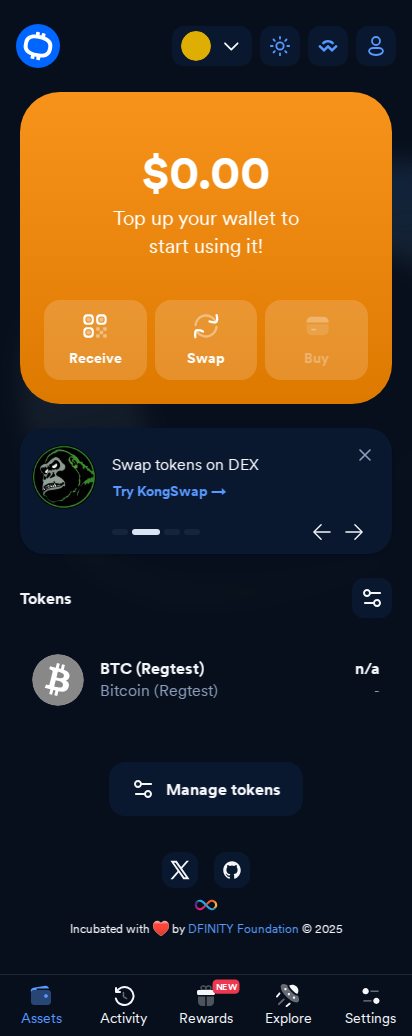 $0.00
Top up your wallet to
start using it!
Receive
Swap
Buy
Swap tokens on DEX
Try KongSwap →
Tokens
BTC (Regtest)
n/a
Bitcoin (Regtest)
-
Manage tokens
Incubated with ❤️ by DFINITY Foundation © 2025
NEW
Assets
Activity
Rewards
Explore
Settings